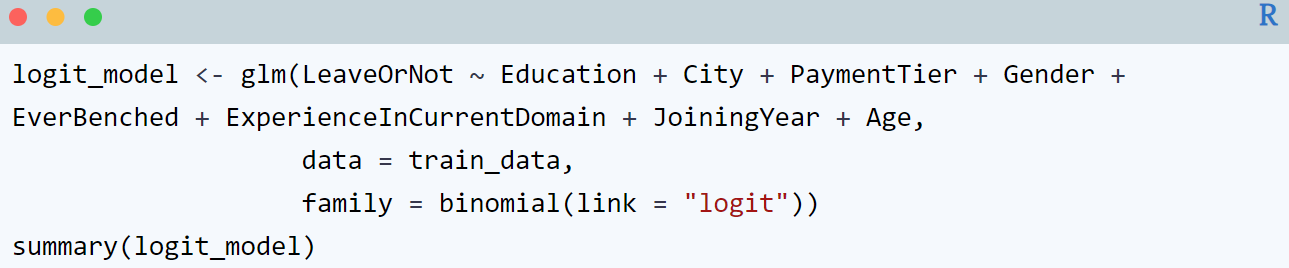 R
logit_model <- glm(LeaveOrNot ~ Education + City + PaymentTier + Gender +
EverBenched + ExperienceInCurrentDomain + JoiningYear + Age,
                   data = train_data,
                   family = binomial(link = "logit"))
summary(logit_model)